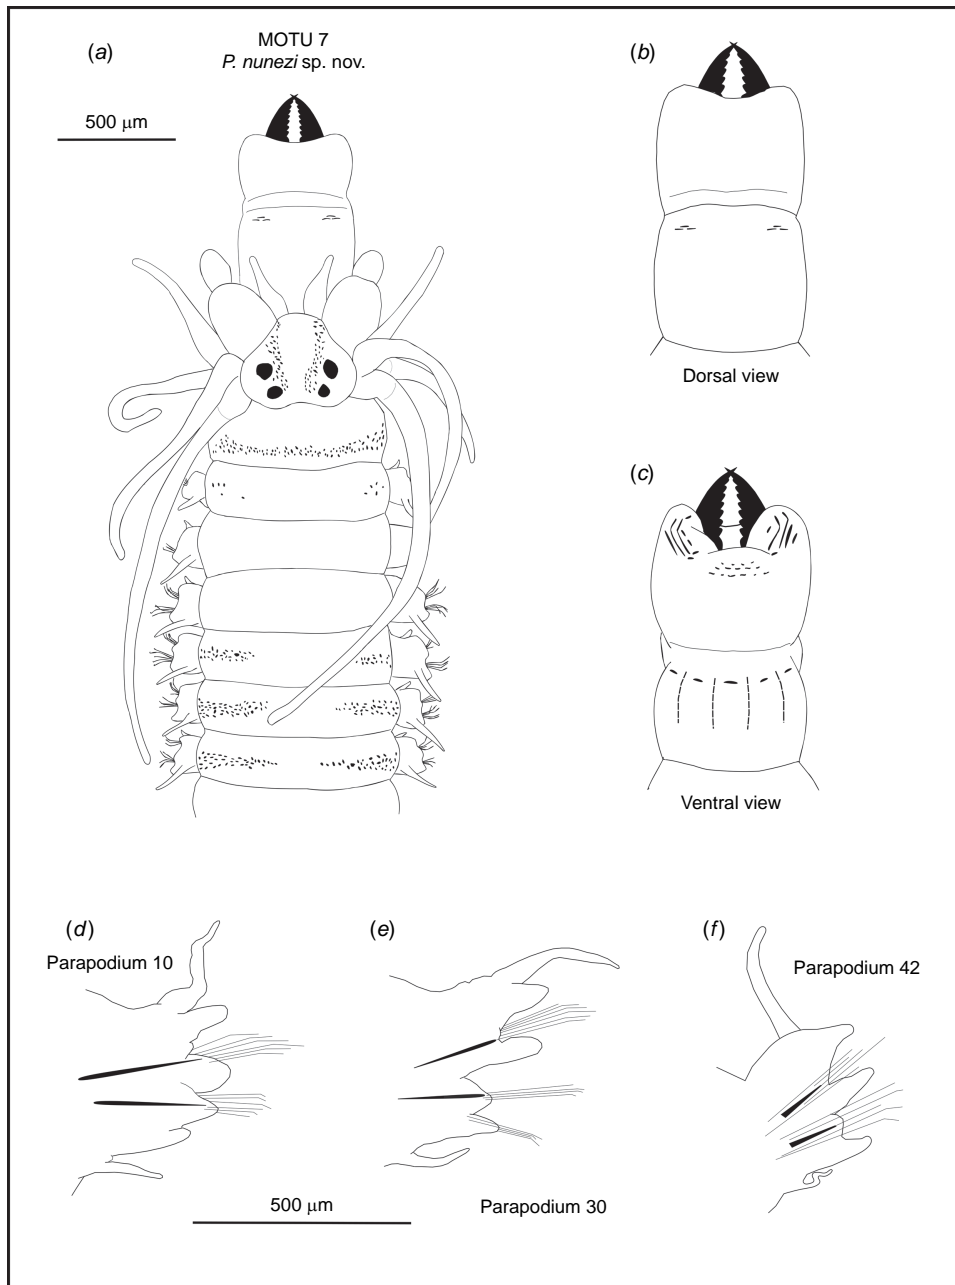 (a)
MOTU 7
P. nunezi sp. nov.
500 μm
(b)
Dorsal view
(c)
Ventral view
(d)
Parapodium 10
(e)
(f)
Parapodium 42
500 μm
Parapodium 30